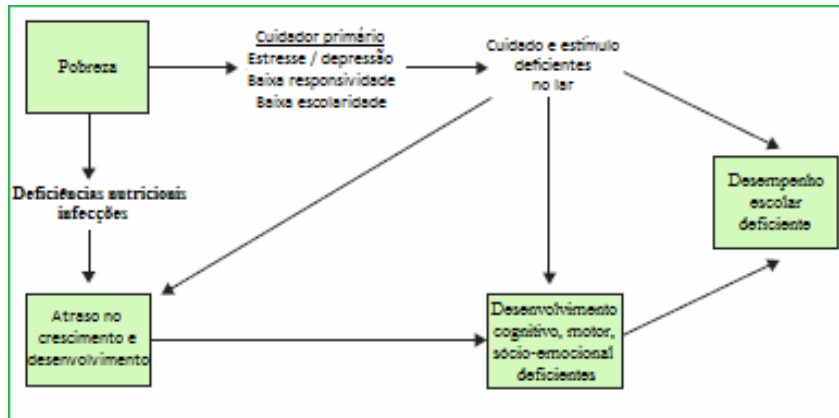 Pobreza
Cuidador primário
Estresse / depressão
Baixa responsividade
Baixa escolaridade
Cuidado e estímulo
deficientes
no lar
Deficiências nutricionais
infecções
Desempenho
escolar
deficiente
Atraso no
crescimento e
desenvolvimento
Desenvolvimento
cognitivo, motor,
sócio-emocional
deficientes